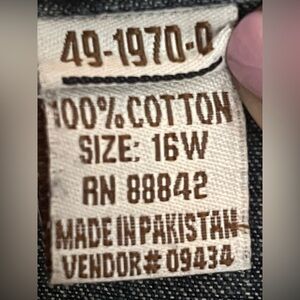 49-1970-0
100% COTTON
SIZE: 16W
RN 88842
MADE IN PAKISTAN
VENDOR# 09434